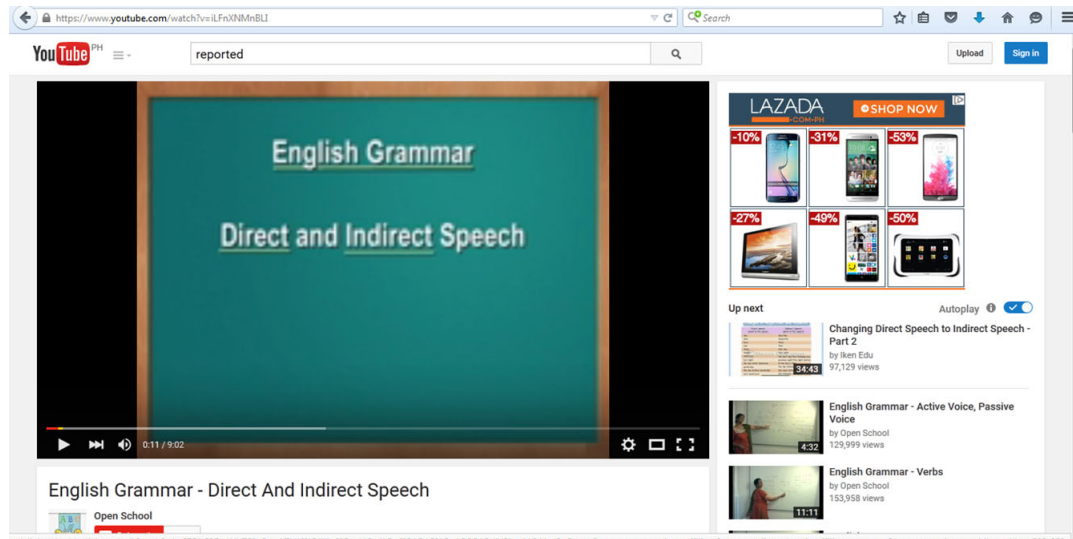 https://www.youtube.com/watch?v=iLFnXNMnBLI
Search
YouTube PH
reported
Upload
Sign in
English Grammar
Direct and Indirect Speech
0:11 / 9:02
LAZADA
.COM.PH
SHOP NOW
-10%
-31%
-53%
-27%
-49%
-50%
Up next
Autoplay
34:43
Changing Direct Speech to Indirect Speech -
Part 2
by Iken Edu
97,129 views
4:32
English Grammar - Active Voice, Passive
Voice
by Open School
129,999 views
11:11
English Grammar - Verbs
by Open School
153,958 views
English Grammar - Direct And Indirect Speech
Open School